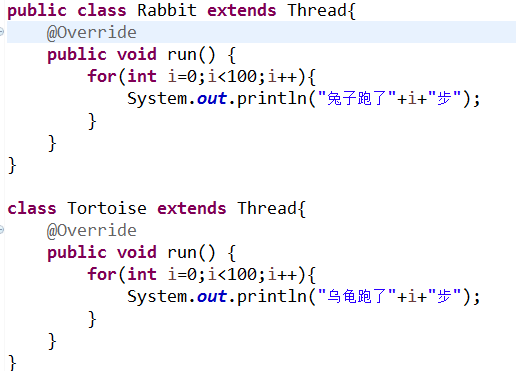 public class Rabbit extends Thread{
@Override
public void run() {
for(int i=0;i<100;i++){
System.out.println("兔子跑了"+i+"步");
}
}
}
class Tortoise extends Thread{
@Override
public void run() {
for(int i=0;i<100;i++){
System.out.println("乌龟跑了"+i+"步");
}
}
}